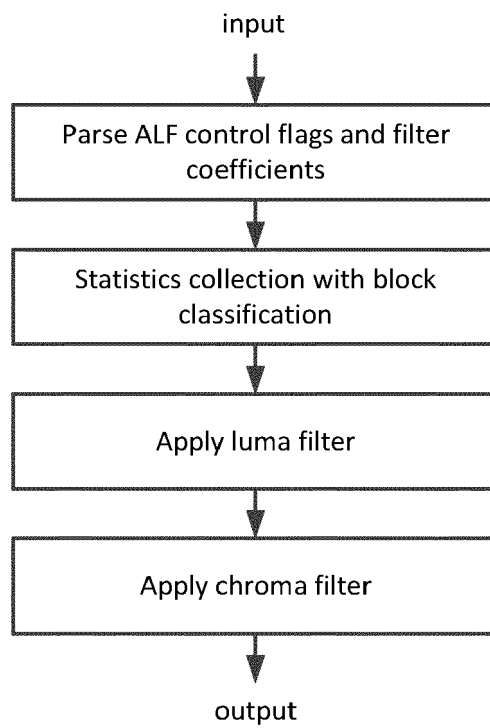 input
Parse ALF control flags and filter
coefficients
Statistics collection with block
classification
Apply luma filter
Apply chroma filter
output